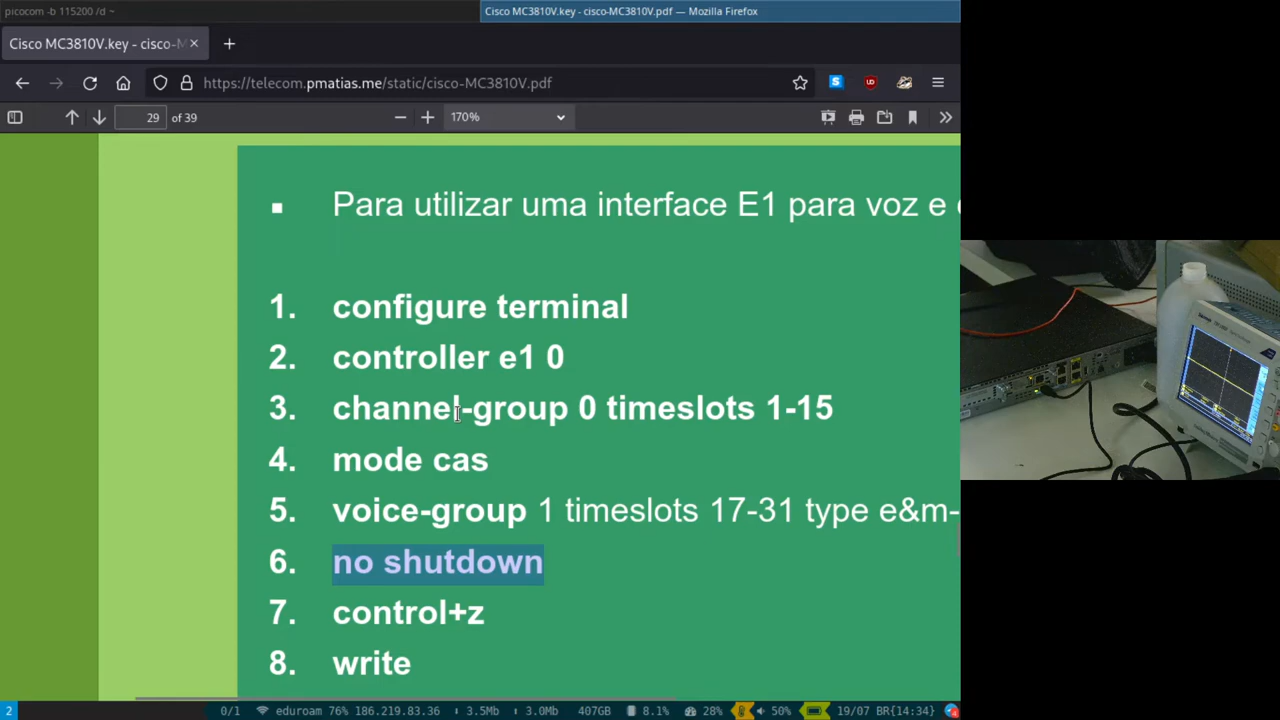 picocom -b 115200 /d ~
Cisco MC3810V.key - cisco-MC3810V.pdf — Mozilla Firefox
Cisco MC3810V.key - cisco-M
https://telecom.pmatias.me/static/cisco-MC3810V.pdf
29 of 39
170%
▪ Para utilizar uma interface E1 para voz e
1. configure terminal
2. controller e1 0
3. channel-group 0 timeslots 1-15
4. mode cas
5. voice-group 1 timeslots 17-31 type e&m-
6. no shutdown
7. control+z
8. write
2 0/1 eduroam 76% 186.219.83.36 3.5Mb 3.0Mb 407GB 8.1% 28% 50% 19/07 BR{14:34}